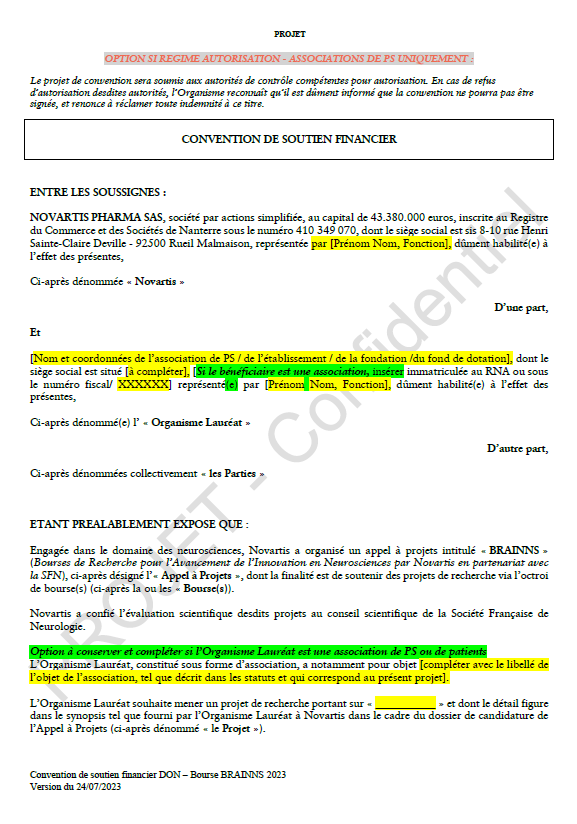 PROJET
OPTION SI REGIME AUTORISATION - ASSOCIATIONS DE PS UNIQUEMENT :
Le projet de convention sera soumis aux autorités de contrôle compétentes pour autorisation. En cas de refus
d'autorisation desdites autorités, l'Organisme reconnaît qu'il est dûment informé que la convention ne pourra pas être
signée, et renonce à réclamer toute indemnité à ce titre.
CONVENTION DE SOUTIEN FINANCIER
ENTRE LES SOUSSIGNES :
NOVARTIS PHARMA SAS, société par actions simplifiée, au capital de 43.380.000 euros, inscrite au Registre
du Commerce et des Sociétés de Nanterre sous le numéro 410 349 070, dont le siège social est sis 8-10 rue Henri
Sainte-Claire Deville - 92500 Rueil Malmaison, représentée par [Prénom Nom, Fonction], dûment habilité(e) à
l'effet des présentes,
Ci-après dénommée « Novartis »
D'une part,
Et
[Nom et coordonnées de l'association de PS / de l'établissement / de la fondation /du fond de dotation], dont le
siège social est situé [à compléter], [Si le bénéficiaire est une association, insérer immatriculée au RNA ou sous
le numéro fiscal/ XXXXXX] représenté(e) par [Prénom Nom, Fonction], dûment habilité(e) à l'effet des
présentes,
Ci-après dénommé(e) l' « Organisme Lauréat »
D'autre part,
Ci-après dénommées collectivement « les Parties »
ETANT PREALABLEMENT EXPOSE QUE :
Engagée dans le domaine des neurosciences, Novartis a organisé un appel à projets intitulé « BRAINNS »
(Bourses de Recherche pour l'Avancement de l'Innovation en Neurosciences par Novartis en partenariat avec
la SFN), ci-après désigné l'« Appel à Projets », dont la finalité est de soutenir des projets de recherche via l'octroi
de bourse(s) (ci-après la ou les « Bourse(s)).
Novartis a confié l'évaluation scientifique desdits projets au conseil scientifique de la Société Française de
Neurologie.
Option à conserver et compléter si l'Organisme Lauréat est une association de PS ou de patients
L'Organisme Lauréat, constitué sous forme d'association, a notamment pour objet [compléter avec le libellé de
l'objet de l'association, tel que décrit dans les statuts et qui correspond au présent projet].
L'Organisme Lauréat souhaite mener un projet de recherche portant sur « ___________ » et dont le détail figure
dans le synopsis tel que fourni par l'Organisme Lauréat à Novartis dans le cadre du dossier de candidature de
l'Appel à Projets (ci-après dénommé « le Projet »).
Convention de soutien financier DON – Bourse BRAINNS 2023
Version du 24/07/2023
PROJET - Confidentiel